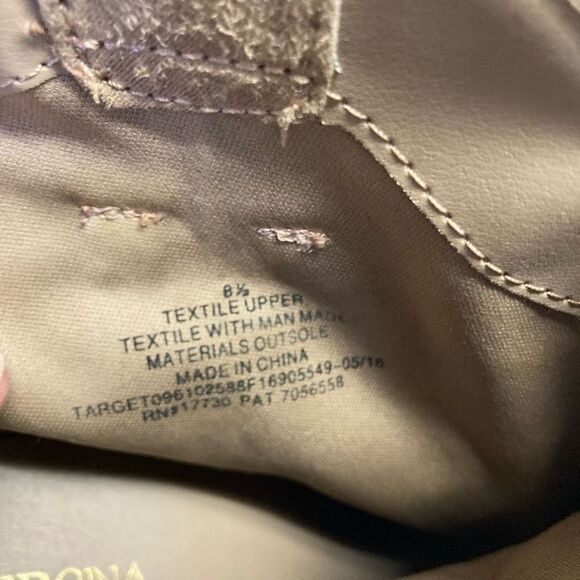 8½
TEXTILE UPPER
TEXTILE WITH MAN MADE
MATERIALS OUTSOLE
MADE IN CHINA
TARGET096102588F16905549-05/16
RN#17730 PAT 7056558